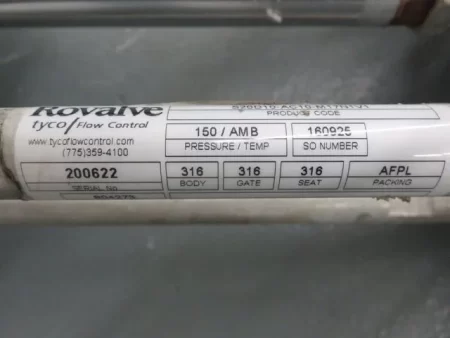 Rovalve
tyco / Flow Control
PRODUCT CODE
www.tycoflowcontrol.com
(775)359-4100
150 / AMB
160925
PRESSURE / TEMP
SO NUMBER
200622
316
316
316
AFPL
SERIAL No
BODY
GATE
SEAT
PACKING